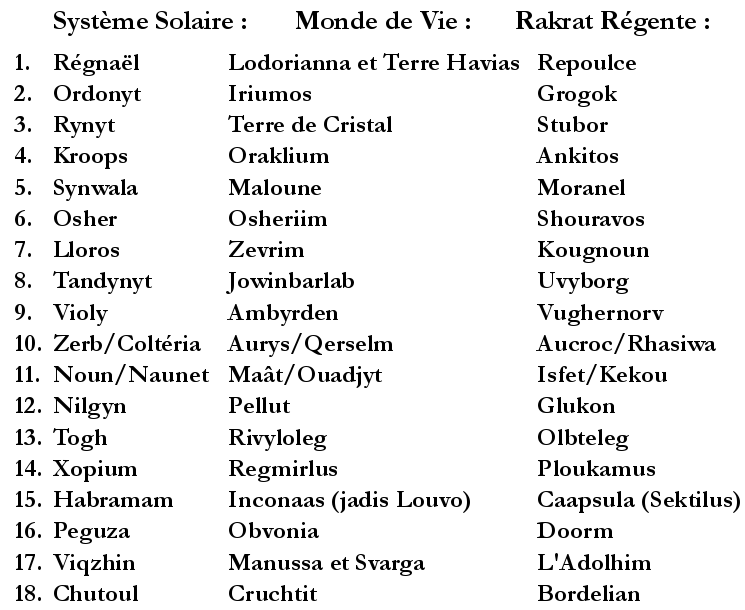 Système Solaire : Monde de Vie : Rakrat Régente :
1. Régnaël Lodorianna et Terre Havias Repoulce
2. Ordonyt Iriumos Grogok
3. Rynyt Terre de Cristal Stubor
4. Kroops Oraklium Ankitos
5. Synwala Maloune Moranel
6. Osher Osheriim Shouravos
7. Lloros Zevrim Kougnoun
8. Tandynyt Jowinbarlab Uvyborg
9. Violy Ambyrden Vughernorv
10. Zerb/Coltéria Aurys/Qerselm Aucroc/Rhasiwa
11. Noun/Naunet Maât/Ouadjyt Isfet/Kekou
12. Nilgyn Pellut Glukon
13. Togh Rivyloleg Olbteleg
14. Xopium Regmirlus Ploukamus
15. Habramam Inconaas (jadis Louvo) Caapsula (Sektilus)
16. Peguza Obvonia Doorm
17. Viqzhin Manussa et Svarga L'Adolhim
18. Chutoul Cruchtit Bordelian